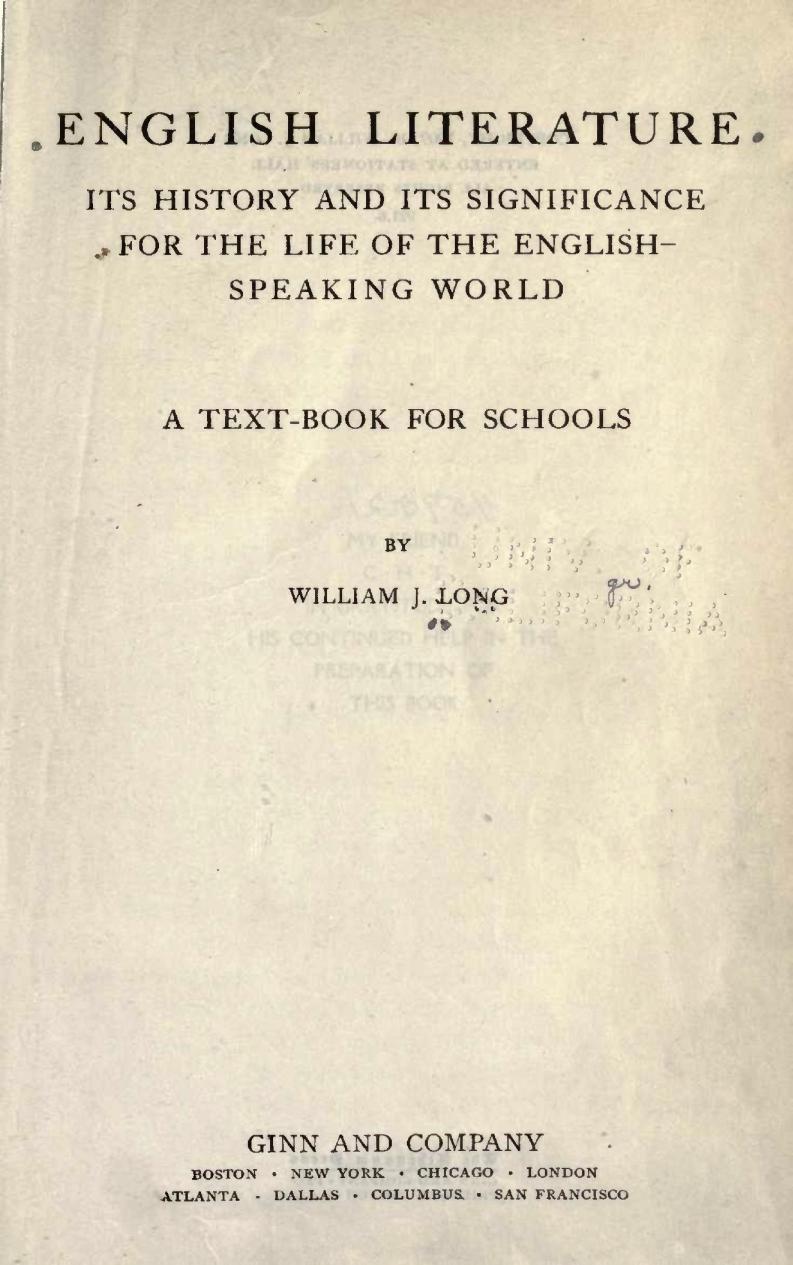 ENGLISH LITERATURE
ITS HISTORY AND ITS SIGNIFICANCE
FOR THE LIFE OF THE ENGLISH–
SPEAKING WORLD
A TEXT-BOOK FOR SCHOOLS
BY
WILLIAM J. LONG
GINN AND COMPANY
BOSTON · NEW YORK · CHICAGO · LONDON
ATLANTA · DALLAS · COLUMBUS · SAN FRANCISCO